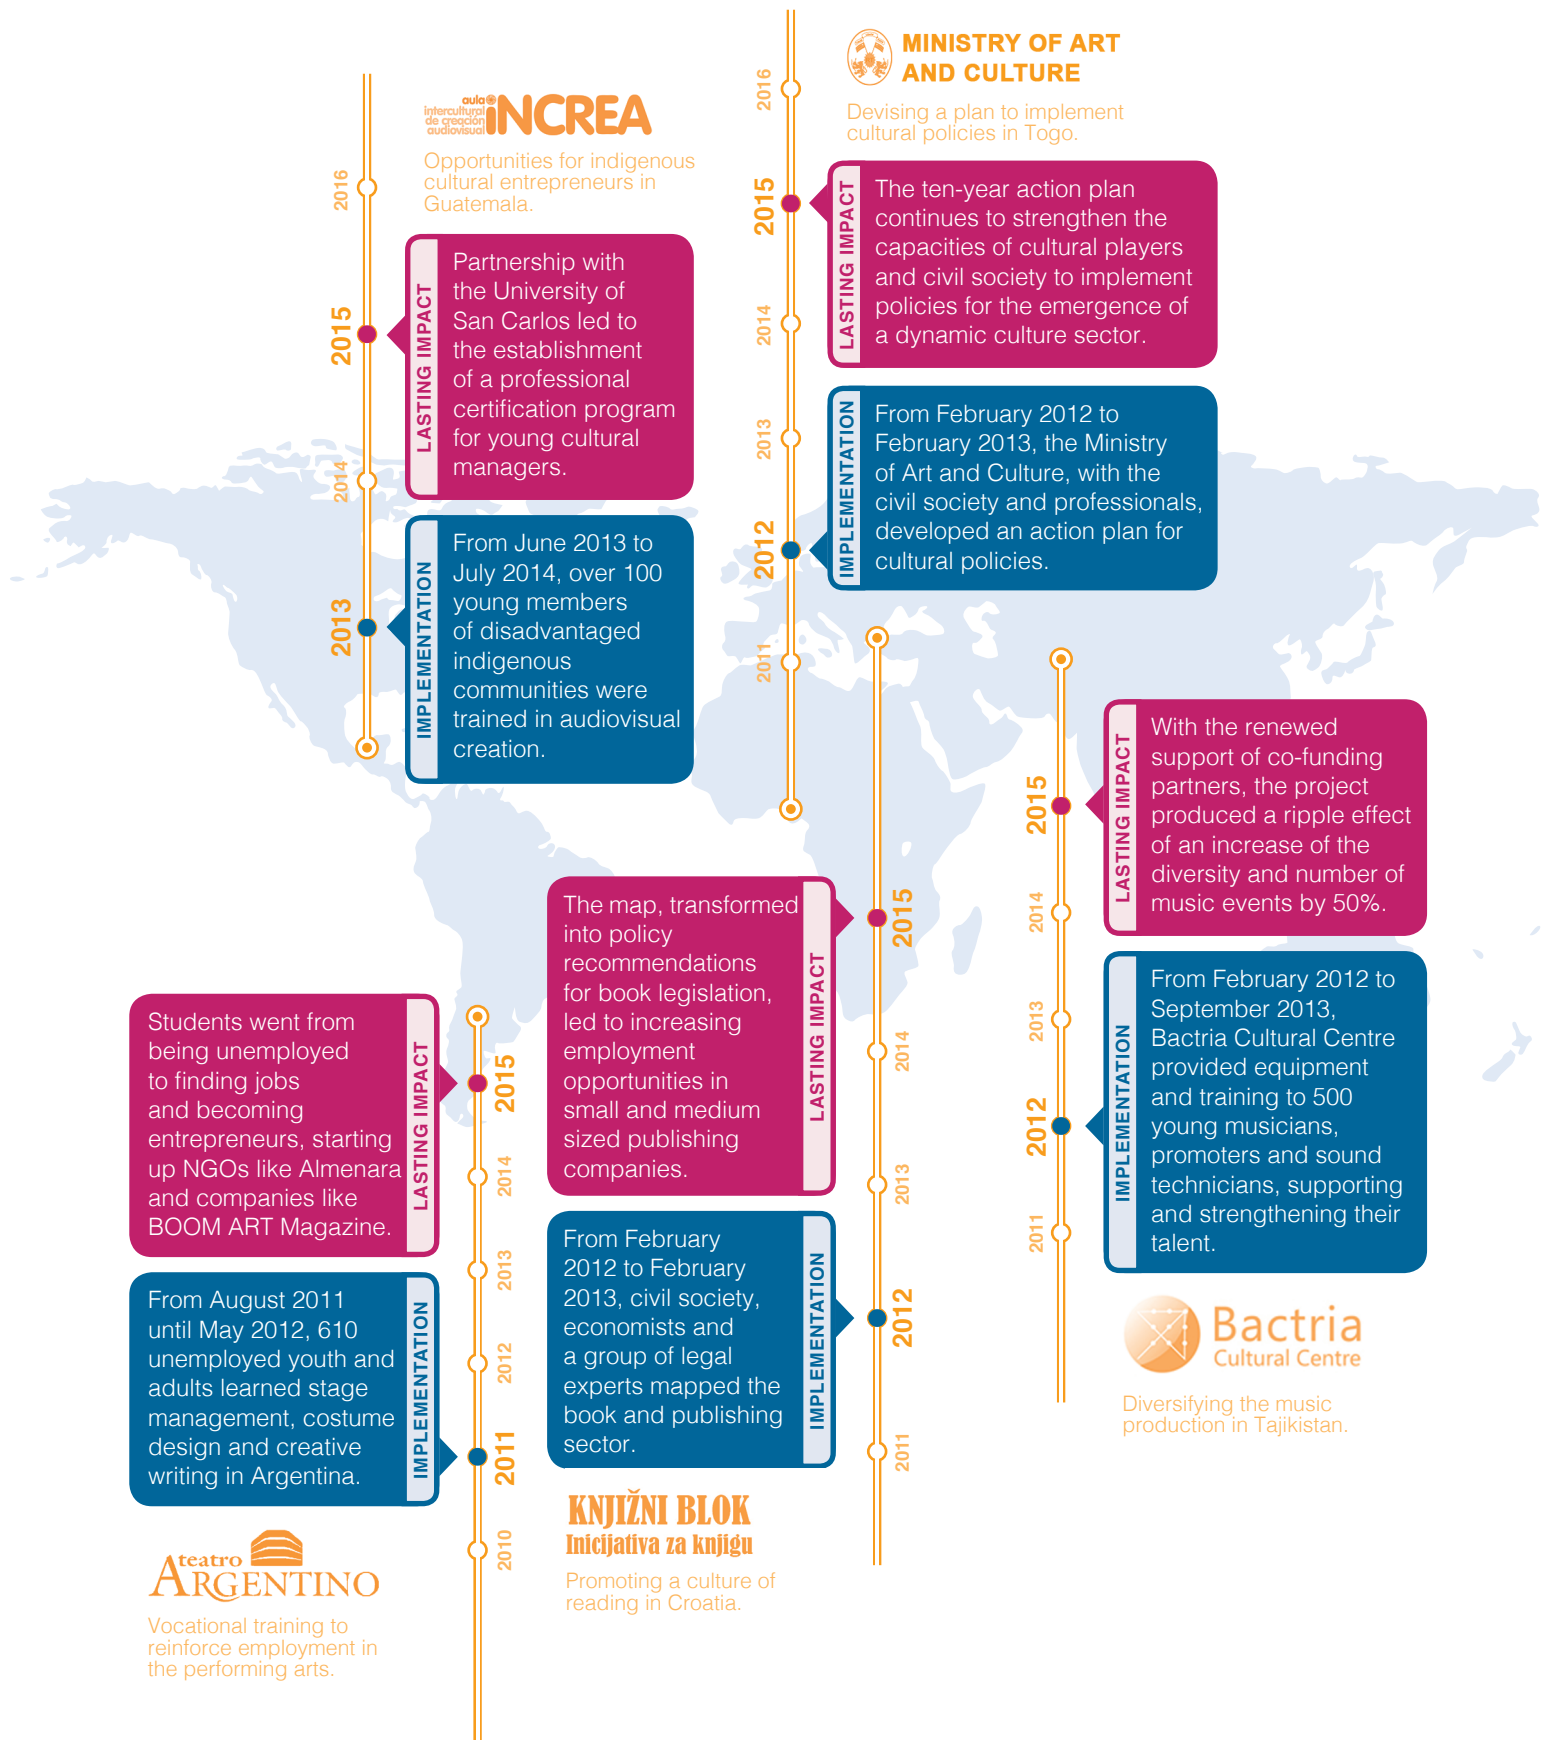 aula
intercultural
de creación
audiovisual
iNCREA
Opportunities for indigenous
cultural entrepreneurs in
Guatemala.
2016
2015
2014
2013
LASTING IMPACT
Partnership with
the University of
San Carlos led to
the establishment
of a professional
certification program
for young cultural
managers.
IMPLEMENTATION
From June 2013 to
July 2014, over 100
young members
of disadvantaged
indigenous
communities were
trained in audiovisual
creation.
MINISTRY OF ART
AND CULTURE
Devising a plan to implement
cultural policies in Togo.
2016
2015
2014
2013
2012
2011
LASTING IMPACT
The ten-year action plan
continues to strengthen the
capacities of cultural players
and civil society to implement
policies for the emergence of
a dynamic culture sector.
IMPLEMENTATION
From February 2012 to
February 2013, the Ministry
of Art and Culture, with the
civil society and professionals,
developed an action plan for
cultural policies.
2015
2014
2013
2012
2011
LASTING IMPACT
With the renewed
support of co-funding
partners, the project
produced a ripple effect
of an increase of the
diversity and number of
music events by 50%.
IMPLEMENTATION
From February 2012 to
September 2013,
Bactria Cultural Centre
provided equipment
and training to 500
young musicians,
promoters and sound
technicians, supporting
and strengthening their
talent.
Bactria
Cultural Centre
Diversifying the music
production in Tajikistan.
The map, transformed
into policy
recommendations
for book legislation,
led to increasing
employment
opportunities in
small and medium
sized publishing
companies.
LASTING IMPACT
From February
2012 to February
2013, civil society,
economists and
a group of legal
experts mapped the
book and publishing
sector.
IMPLEMENTATION
2015
2014
2013
2012
2011
KNJIŽNI BLOK
Inicijativa za knjigu
Promoting a culture of
reading in Croatia.
Students went from
being unemployed
to finding jobs
and becoming
entrepreneurs, starting
up NGOs like Almenara
and companies like
BOOM ART Magazine.
LASTING IMPACT
From August 2011
until May 2012, 610
unemployed youth and
adults learned stage
management, costume
design and creative
writing in Argentina.
IMPLEMENTATION
2015
2014
2013
2012
2011
2010
teatro
ARGENTINO
Vocational training to
reinforce employment in
the performing arts.